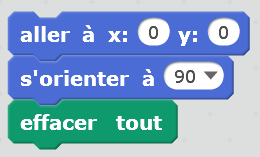 aller à x: 0 y: 0
s'orienter à 90
effacer tout